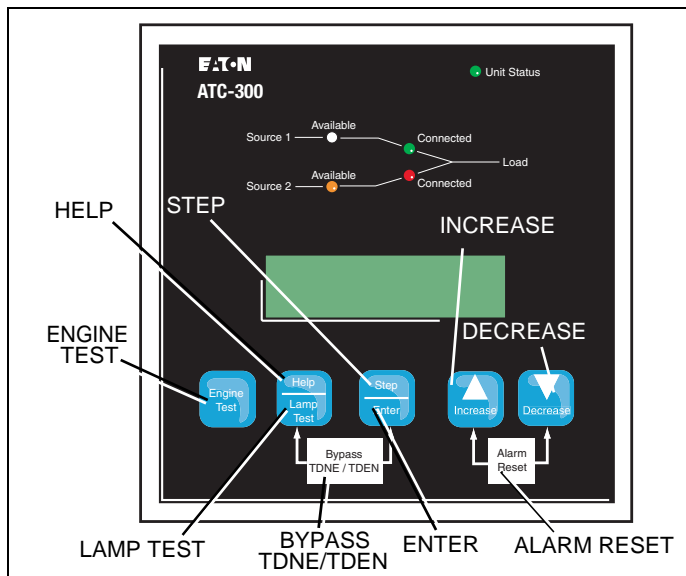 EATON
ATC-300
Unit Status
Available
Source 1
Connected
Load
Available
Source 2
Connected
HELP
STEP
INCREASE
DECREASE
ENGINE
TEST
Engine
Test
Help
Lamp
Test
Step
Enter
Increase
Decrease
Bypass
TDNE / TDEN
Alarm
Reset
LAMP TEST
BYPASS
TDNE/TDEN
ENTER
ALARM RESET